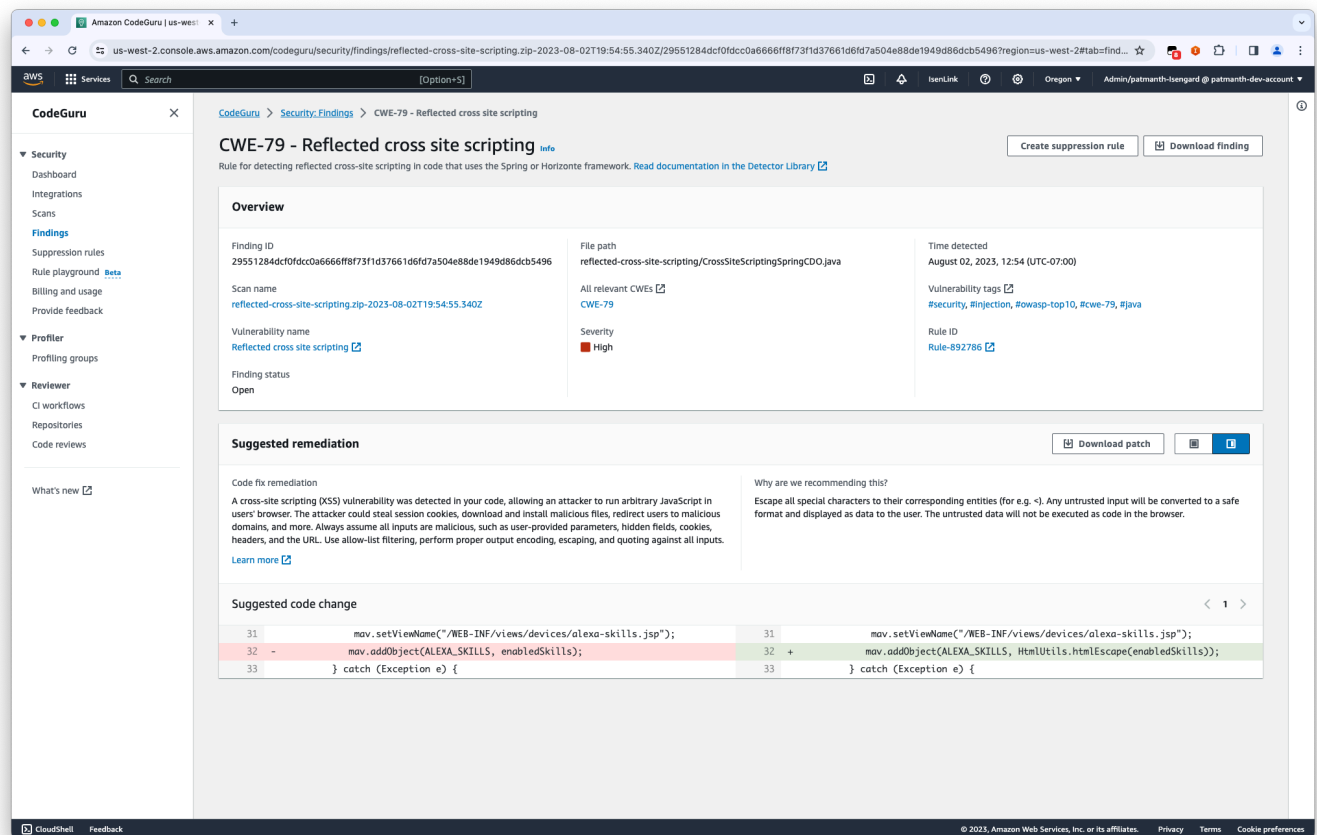 Amazon CodeGuru | us-west
us-west-2.console.aws.amazon.com/codeguru/security/findings/reflected-cross-site-scripting.zip-2023-08-02T19:54:55.340Z/29551284dcf0fdcc0a6666ff8f73f1d37661d6fd7a504e88de1949d86dcb5496?region=us-west-2#tab=find...
aws Services Search [Option+S] IsenLink Oregon Admin/patmanth-Isengard @ patmanth-dev-account
CodeGuru
Security
Dashboard
Integrations
Scans
Findings
Suppression rules
Rule playground Beta
Billing and usage
Provide feedback
Profiler
Profiling groups
Reviewer
CI workflows
Repositories
Code reviews
What's new
CodeGuru > Security: Findings > CWE-79 - Reflected cross site scripting
CWE-79 - Reflected cross site scripting Info
Create suppression rule
Download finding
Rule for detecting reflected cross-site scripting in code that uses the Spring or Horizonte framework. Read documentation in the Detector Library
Overview
Finding ID
29551284dcf0fdcc0a6666ff8f73f1d37661d6fd7a504e88de1949d86dcb5496
Scan name
reflected-cross-site-scripting.zip-2023-08-02T19:54:55.340Z
Vulnerability name
Reflected cross site scripting
Finding status
Open
File path
reflected-cross-site-scripting/CrossSiteScriptingSpringCDO.java
All relevant CWEs
CWE-79
Severity
High
Time detected
August 02, 2023, 12:54 (UTC-07:00)
Vulnerability tags
#security, #injection, #owasp-top10, #cwe-79, #java
Rule ID
Rule-892786
Suggested remediation
Download patch
Code fix remediation
A cross-site scripting (XSS) vulnerability was detected in your code, allowing an attacker to run arbitrary JavaScript in
users' browser. The attacker could steal session cookies, download and install malicious files, redirect users to malicious
domains, and more. Always assume all inputs are malicious, such as user-provided parameters, hidden fields, cookies,
headers, and the URL. Use allow-list filtering, perform proper output encoding, escaping, and quoting against all inputs.
Learn more
Why are we recommending this?
Escape all special characters to their corresponding entities (for e.g. <). Any untrusted input will be converted to a safe
format and displayed as data to the user. The untrusted data will not be executed as code in the browser.
Suggested code change
< 1 >
31 mav.setViewName("/WEB-INF/views/devices/alexa-skills.jsp");
32 - mav.addObject(ALEXA_SKILLS, enabledSkills);
33 } catch (Exception e) {
31 mav.setViewName("/WEB-INF/views/devices/alexa-skills.jsp");
32 + mav.addObject(ALEXA_SKILLS, HtmlUtils.htmlEscape(enabledSkills));
33 } catch (Exception e) {
CloudShell Feedback © 2023, Amazon Web Services, Inc. or its affiliates. Privacy Terms Cookie preferences